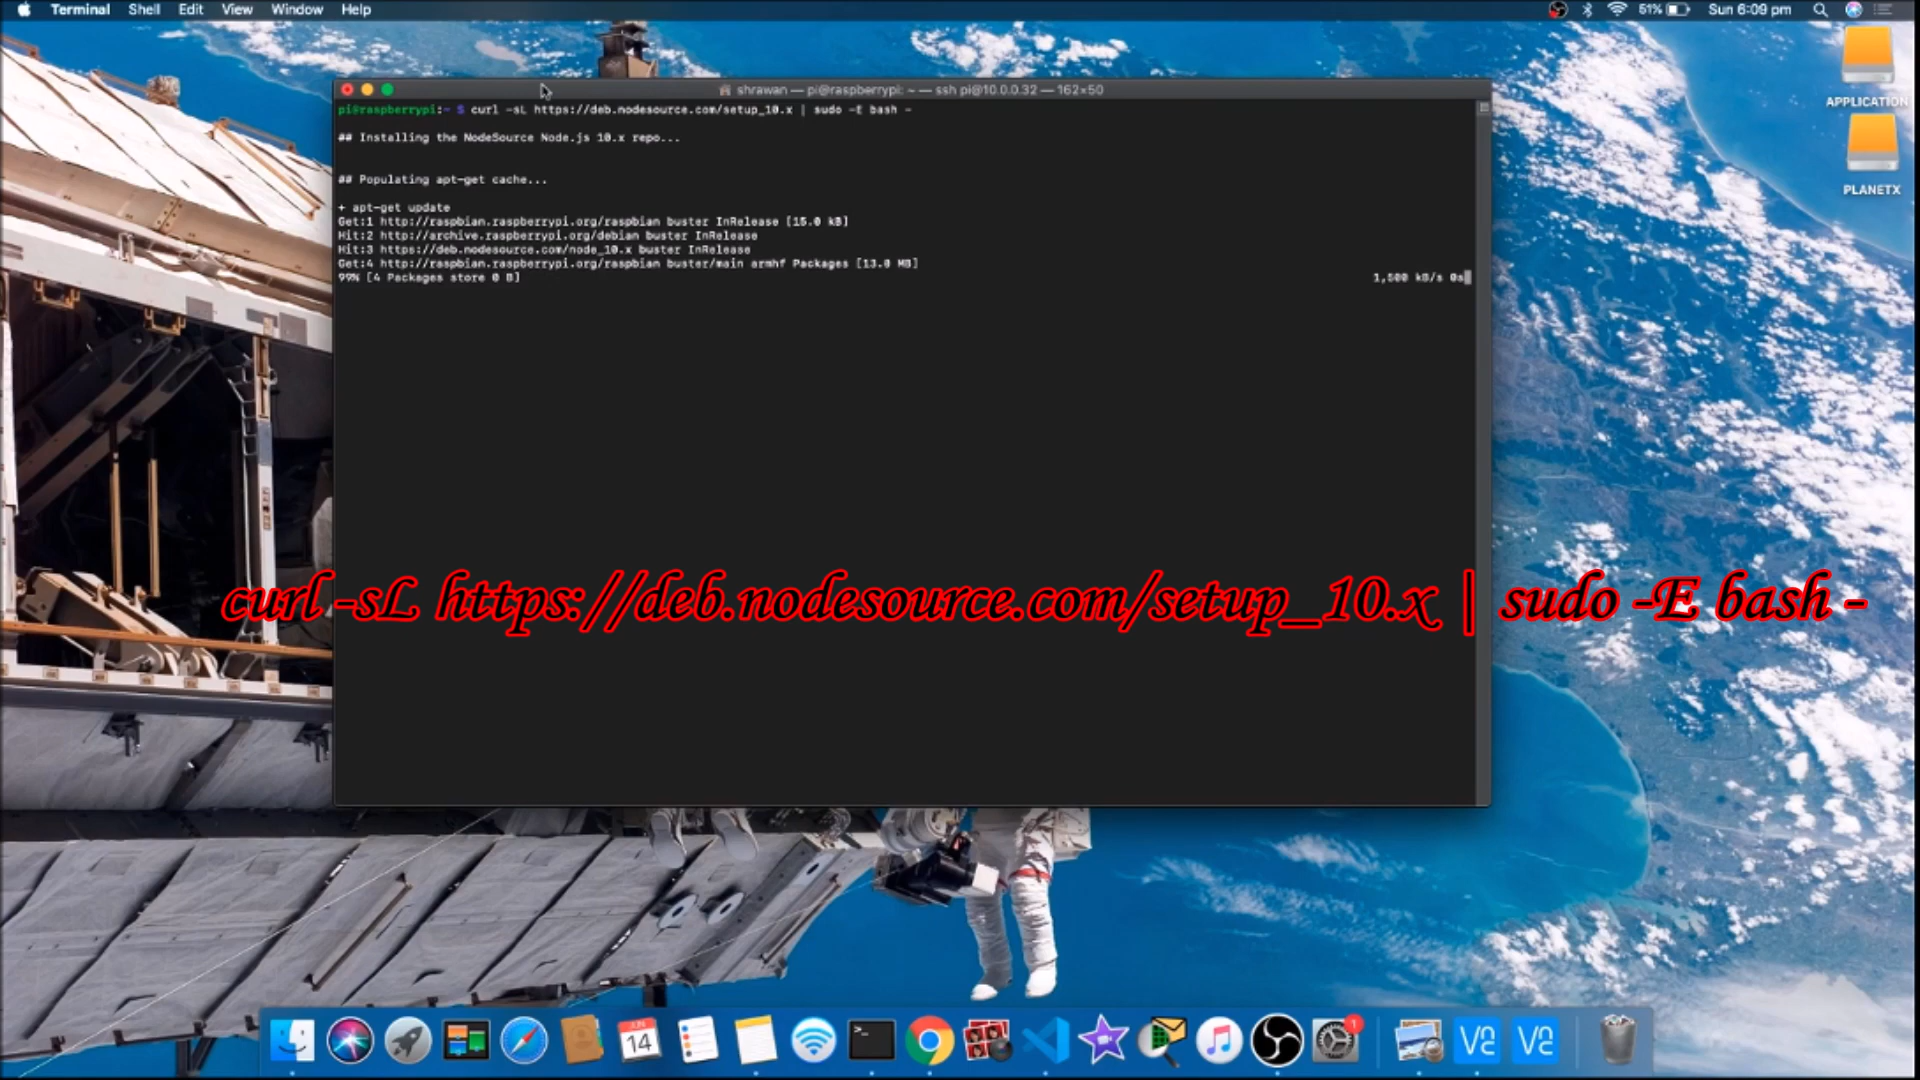 Terminal Shell Edit View Window Help 51% Sun 6:09 pm
APPLICATION
PLANETX
shrawan — pi@raspberrypi: ~ — ssh pi@10.0.0.32 — 162×50
pi@raspberrypi:~ $ curl -sL https://deb.nodesource.com/setup_10.x | sudo -E bash -
## Installing the NodeSource Node.js 10.x repo...
## Populating apt-get cache...
+ apt-get update
Get:1 http://raspbian.raspberrypi.org/raspbian buster InRelease [15.0 kB]
Hit:2 http://archive.raspberrypi.org/debian buster InRelease
Hit:3 https://deb.nodesource.com/node_10.x buster InRelease
Get:4 http://raspbian.raspberrypi.org/raspbian buster/main armhf Packages [13.0 MB]
99% [4 Packages store 0 B] 1,500 kB/s 0s
curl -sL https://deb.nodesource.com/setup_10.x | sudo -E bash -
JUN
14
>_
1
V2 V2